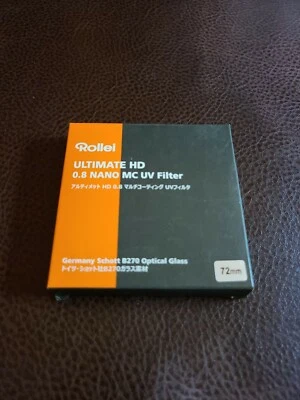 Rollei
ULTIMATE HD
0.8 NANO MC UV Filter
アルティメット HD 0.8 マルチコーティング UVフィルタ
Germany Schott B270 Optical Glass
ドイツ・ショット社B270ガラス素材
72mm